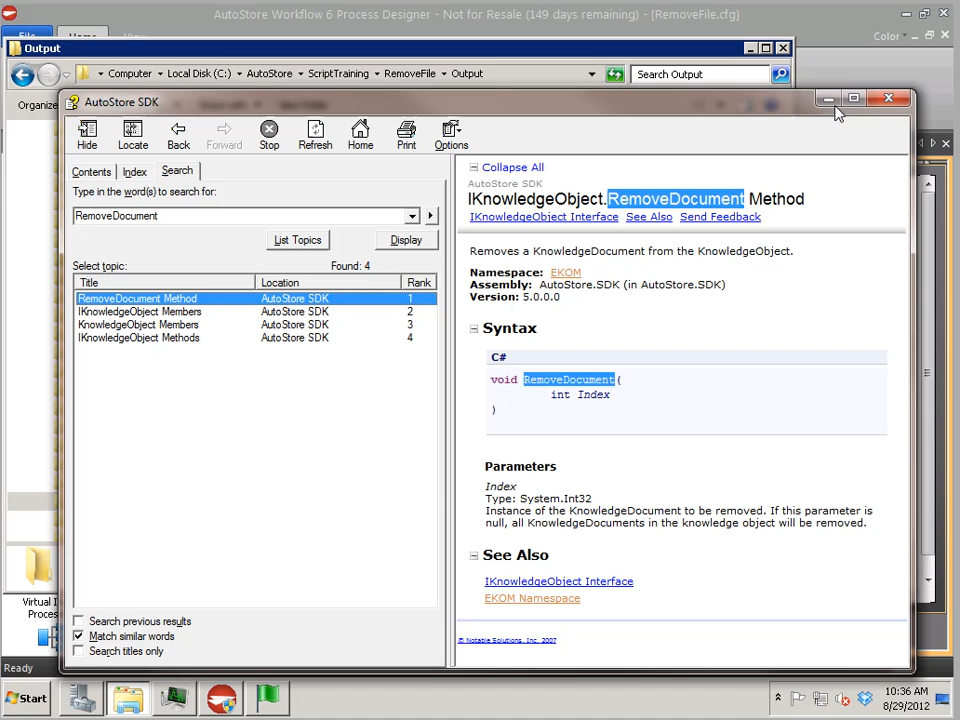 AutoStore Workflow 6 Process Designer - Not for Resale (149 days remaining) - [RemoveFile.cfg]
File
Color
Output
Computer Local Disk (C:) AutoStore ScriptTraining RemoveFile Output Search Output
Organize
AutoStore SDK
Hide Locate Back Forward Stop Refresh Home Print Options
Contents Index Search
Type in the word(s) to search for:
RemoveDocument
List Topics Display
Select topic: Found: 4
Title Location Rank
RemoveDocument Method AutoStore SDK 1
IKnowledgeObject Members AutoStore SDK 2
KnowledgeObject Members AutoStore SDK 3
IKnowledgeObject Methods AutoStore SDK 4
Search previous results
Match similar words
Search titles only
Collapse All
AutoStore SDK
IKnowledgeObject.RemoveDocument Method
IKnowledgeObject Interface See Also Send Feedback
Removes a KnowledgeDocument from the KnowledgeObject.
Namespace: EKOM
Assembly: AutoStore.SDK (in AutoStore.SDK)
Version: 5.0.0.0
Syntax
C#
void RemoveDocument(
int Index
)
Parameters
Index
Type: System.Int32
Instance of the KnowledgeDocument to be removed. If this parameter is
null, all KnowledgeDocuments in the knowledge object will be removed.
See Also
IKnowledgeObject Interface
EKOM Namespace
© Notable Solutions, Inc. 2007
Virtual I
Proces
Ready
Start
10:36 AM
8/29/2012